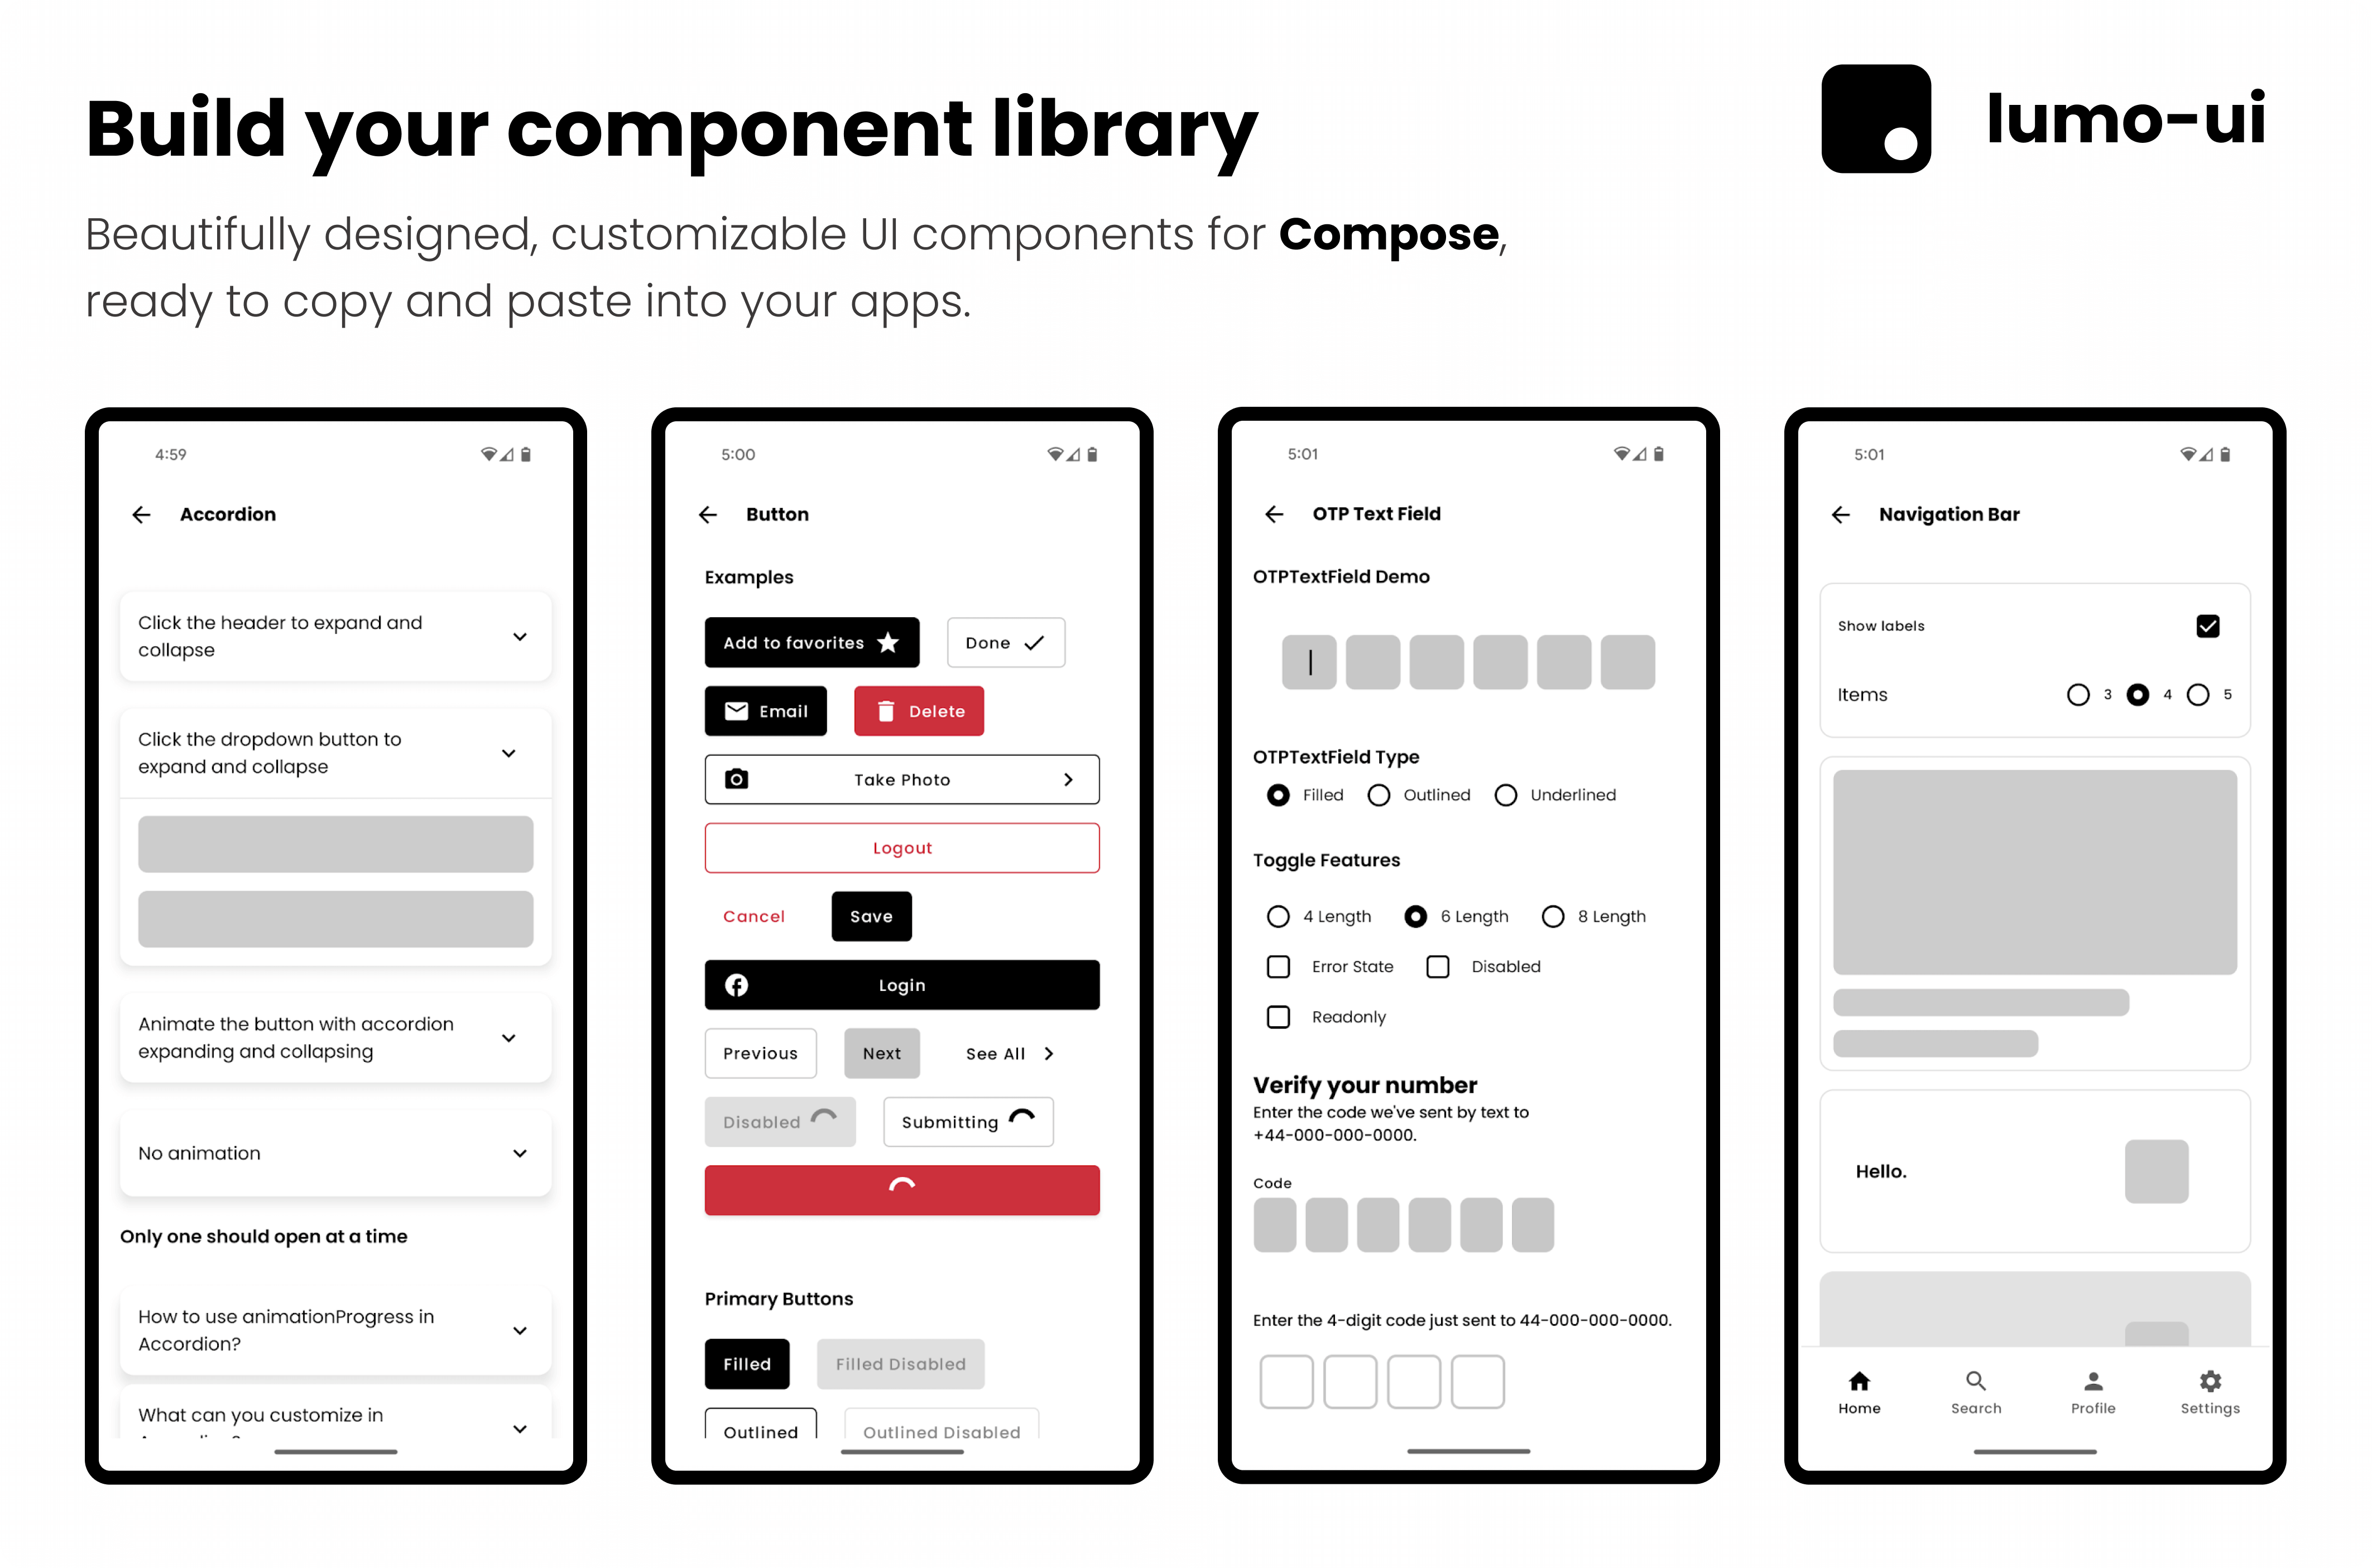 Build your component library
lumo-ui
Beautifully designed, customizable UI components for Compose,
ready to copy and paste into your apps.
4:59
Accordion
Click the header to expand and
collapse
Click the dropdown button to
expand and collapse
Animate the button with accordion
expanding and collapsing
No animation
Only one should open at a time
How to use animationProgress in
Accordion?
What can you customize in
5:00
Button
Examples
Add to favorites
Done
Email
Delete
Take Photo
Logout
Cancel
Save
Login
Previous
Next
See All
Disabled
Submitting
Primary Buttons
Filled
Filled Disabled
Outlined
Outlined Disabled
5:01
OTP Text Field
OTPTextField Demo
OTPTextField Type
Filled
Outlined
Underlined
Toggle Features
4 Length
6 Length
8 Length
Error State
Disabled
Readonly
Verify your number
Enter the code we've sent by text to
+44-000-000-0000.
Code
Enter the 4-digit code just sent to 44-000-000-0000.
5:01
Navigation Bar
Show labels
Items
3
4
5
Hello.
Home
Search
Profile
Settings